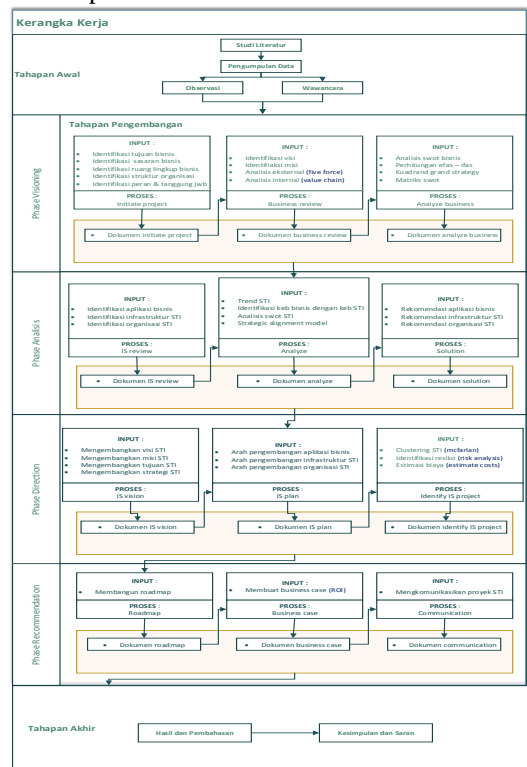 Kerangka Kerja
Tahapan Awal
Studi Literatur
Pengumpulan Data
Observasi
Wawancara
Phase Visioning
Tahapan Pengembangan
INPUT :
• Identifikasi tujuan bisnis
• Identifikasi sasaran bisnis
• Identifikasi ruang lingkup bisnis
• Identifikasi struktur organisasi
• Identifikasi peran & tanggung jwb
PROSES :
Initiate project
• Dokumen initiate project
INPUT :
• Identifikasi visi
• Identifiaksi misi
• Analisis eksternal (five force)
• Analisis internal (value chain)
PROSES :
Business review
• Dokumen business review
INPUT :
• Analisis swot bisnis
• Perhitungan efas – ifas
• Kuadrand grand strategy
• Matriks swot
PROSES :
Analyze business
• Dokumen analyze business
Phase Analisis
INPUT :
• Identifikasi aplikasi bisnis
• Identifikasi infrastruktur STI
• Identifikasi organisasi STI
PROSES :
IS review
• Dokumen IS review
INPUT :
• Trend STI
• Identifikasi keb bisnis dengan keb STI
• Analisis swot STI
• Strategic alignment model
PROSES :
Analyze
• Dokumen analyze
INPUT :
• Rekomendasi aplikasi bisnis
• Rekomendasi infrastruktur STI
• Rekomendasi organisasi STI
PROSES :
Solution
• Dokumen solution
Phase Direction
INPUT :
• Mengembangkan visi STI
• Mengembangkan misi STI
• Mengembangkan tujuan STI
• Mengembangkan strategi STI
PROSES :
IS vision
• Dokumen IS vision
INPUT :
• Arah pengembangan aplikasi bisnis
• Arah pengembangan infrastruktur STI
• Arah pengembangan organisasi STI
PROSES :
IS plan
• Dokumen IS plan
INPUT :
• Clustering STI (mcfarlan)
• Identifikasi resiko (risk analysis)
• Estimasi biaya (estimate costs)
PROSES :
Identify IS project
• Dokumen identify IS project
Phase Recommendation
INPUT :
• Membangun roadmap
PROSES :
Roadmap
• Dokumen roadmap
INPUT :
• Membuat business case (ROI)
PROSES :
Business case
• Dokumen business case
INPUT :
• Mengkomunikasikan proyek STI
PROSES :
Communication
• Dokumen communication
Tahapan Akhir
Hasil dan Pembahasan
Kesimpulan dan Saran